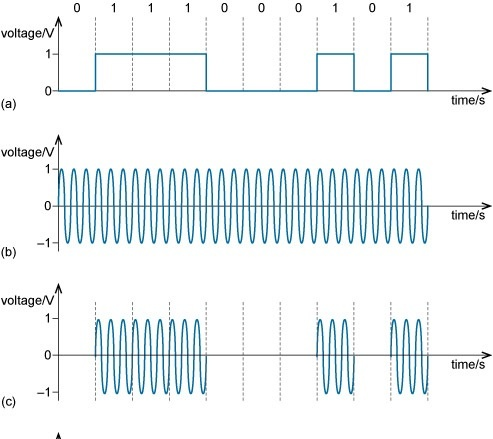 0 1 1 1 0 0 0 1 0 1
voltage/V
1
0
time/s
(a)
voltage/V
1
0
time/s
–1
(b)
voltage/V
1
0
time/s
–1
(c)